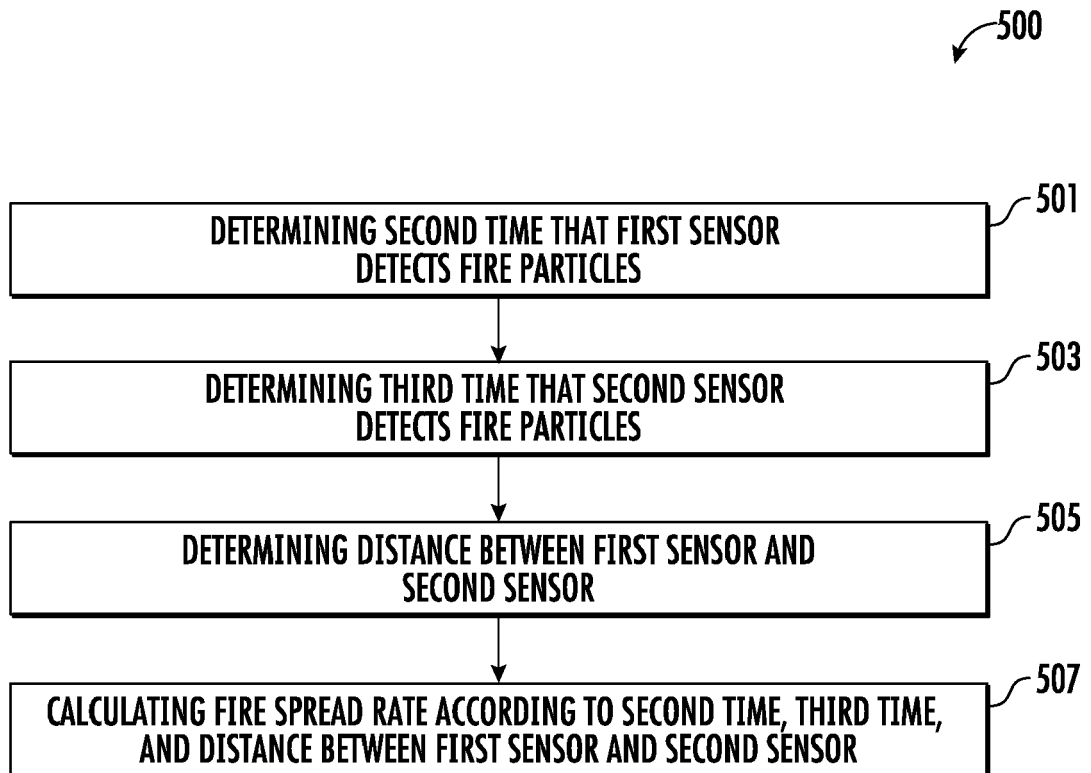 500
501
DETERMINING SECOND TIME THAT FIRST SENSOR
DETECTS FIRE PARTICLES
503
DETERMINING THIRD TIME THAT SECOND SENSOR
DETECTS FIRE PARTICLES
505
DETERMINING DISTANCE BETWEEN FIRST SENSOR AND
SECOND SENSOR
507
CALCULATING FIRE SPREAD RATE ACCORDING TO SECOND TIME, THIRD TIME,
AND DISTANCE BETWEEN FIRST SENSOR AND SECOND SENSOR